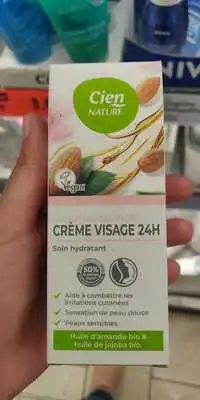 Cien
NATURE
vegan
CRÈME VISAGE 24H
Soin hydratant
50%
Aide à combattre les
irritations cutanées
Sensation de peau douce
Peaux sensibles
Huile d'amande bio &
huile de jojoba bio
NIV